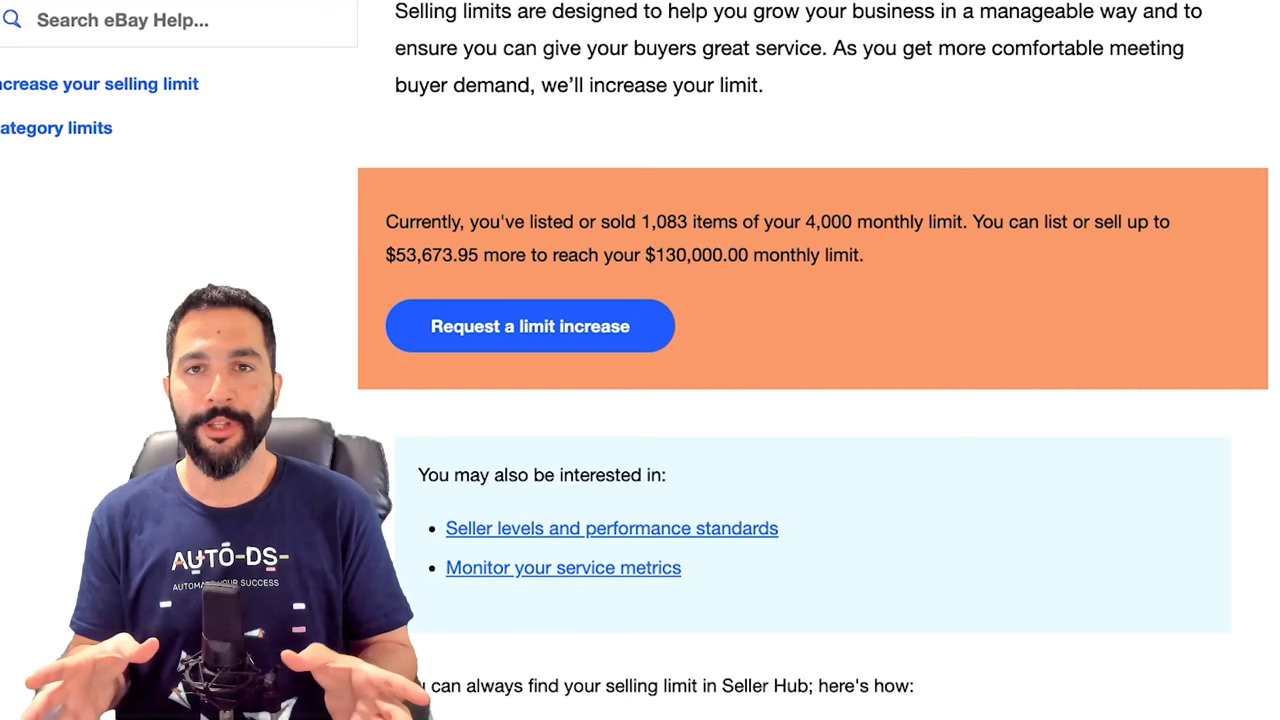 Search eBay Help...
ncrease your selling limit
ategory limits
Selling limits are designed to help you grow your business in a manageable way and to
ensure you can give your buyers great service. As you get more comfortable meeting
buyer demand, we’ll increase your limit.
Currently, you've listed or sold 1,083 items of your 4,000 monthly limit. You can list or sell up to
$53,673.95 more to reach your $130,000.00 monthly limit.
Request a limit increase
You may also be interested in:
Seller levels and performance standards
Monitor your service metrics
can always find your selling limit in Seller Hub; here's how:
AUTO-DS-
AUTOMATE YOUR SUCCESS